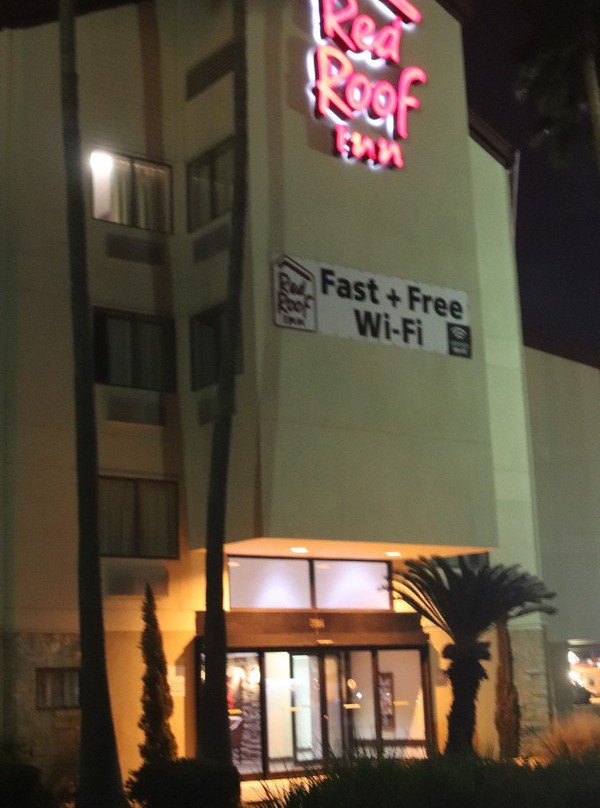 Red
Roof
Inn
Red
Roof
INN
Fast + Free
Wi-Fi